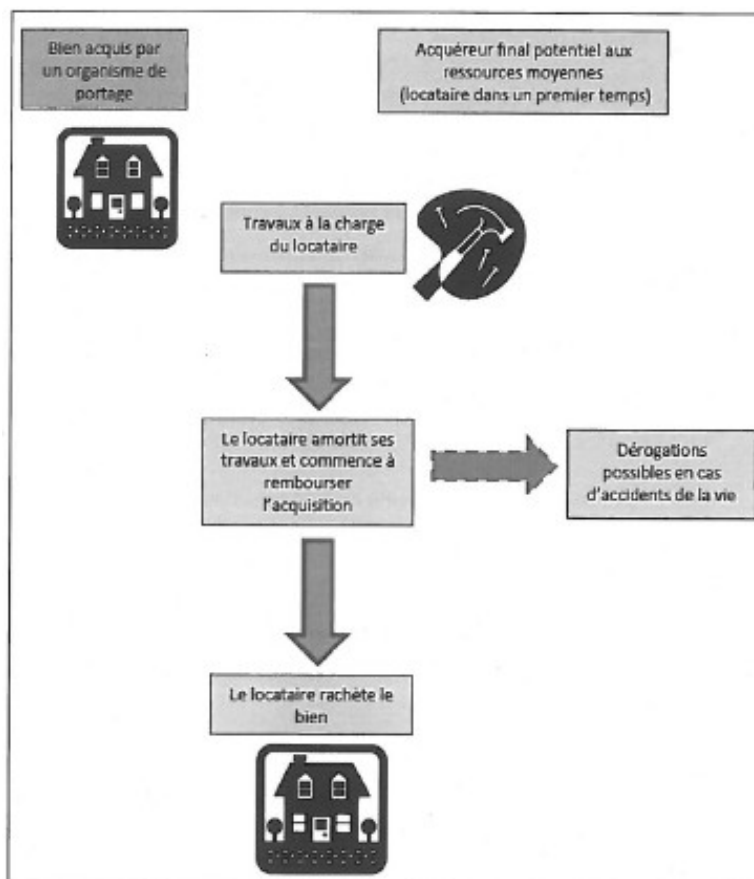 Bien acquis par
un organisme de
portage
Acquéreur final potentiel aux
ressources moyennes
(locataire dans un premier temps)
Travaux à la charge
du locataire
Le locataire amortit ses
travaux et commence à
rembourser
l'acquisition
Dérogations
possibles en cas
d'accidents de la vie
Le locataire rachète le
bien